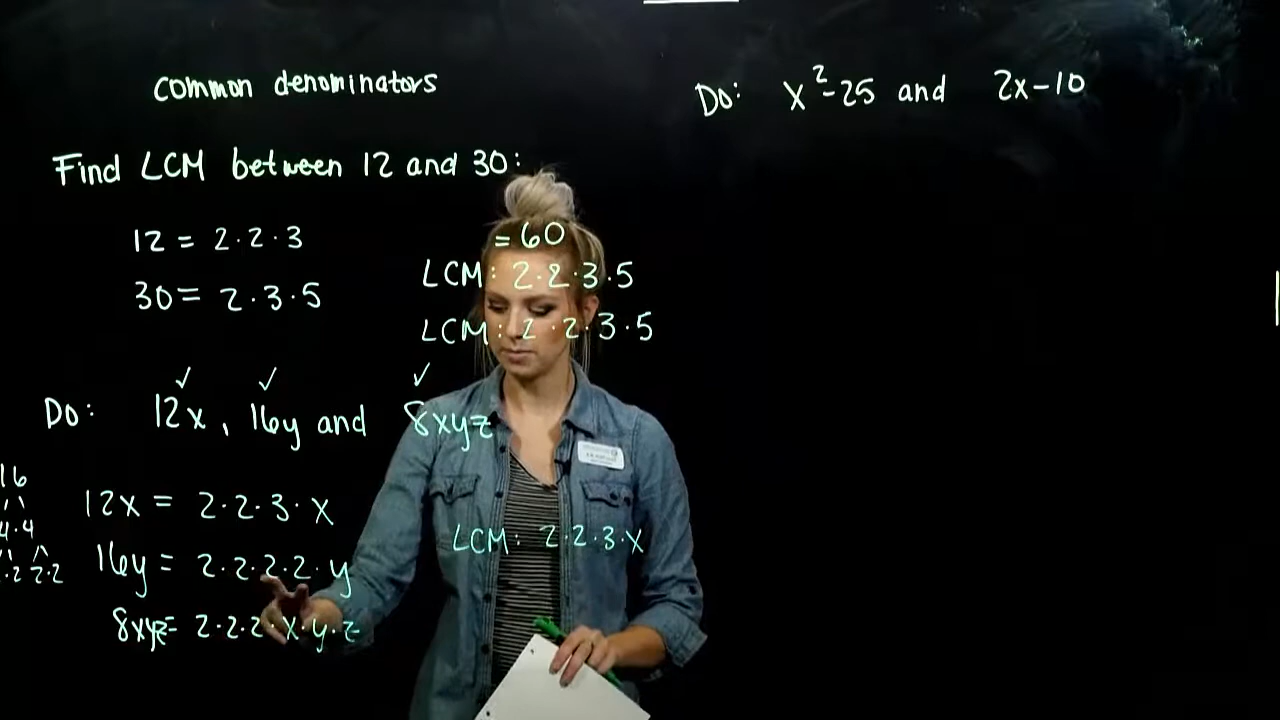 common denominators
Find LCM between 12 and 30:
12 = 2·2·3
30 = 2·3·5
= 60
LCM: 2·2·3·5
LCM: 2·2·3·5
✓ ✓ ✓
Do: 12x, 16y and 8xyz
16
4·4
2·2
12x = 2·2·3·x
16y = 2·2·2·2·y
8xyz= 2·2·2·x·y·z
LCM: 2·2·3·x
Do: x²-25 and 2x-10